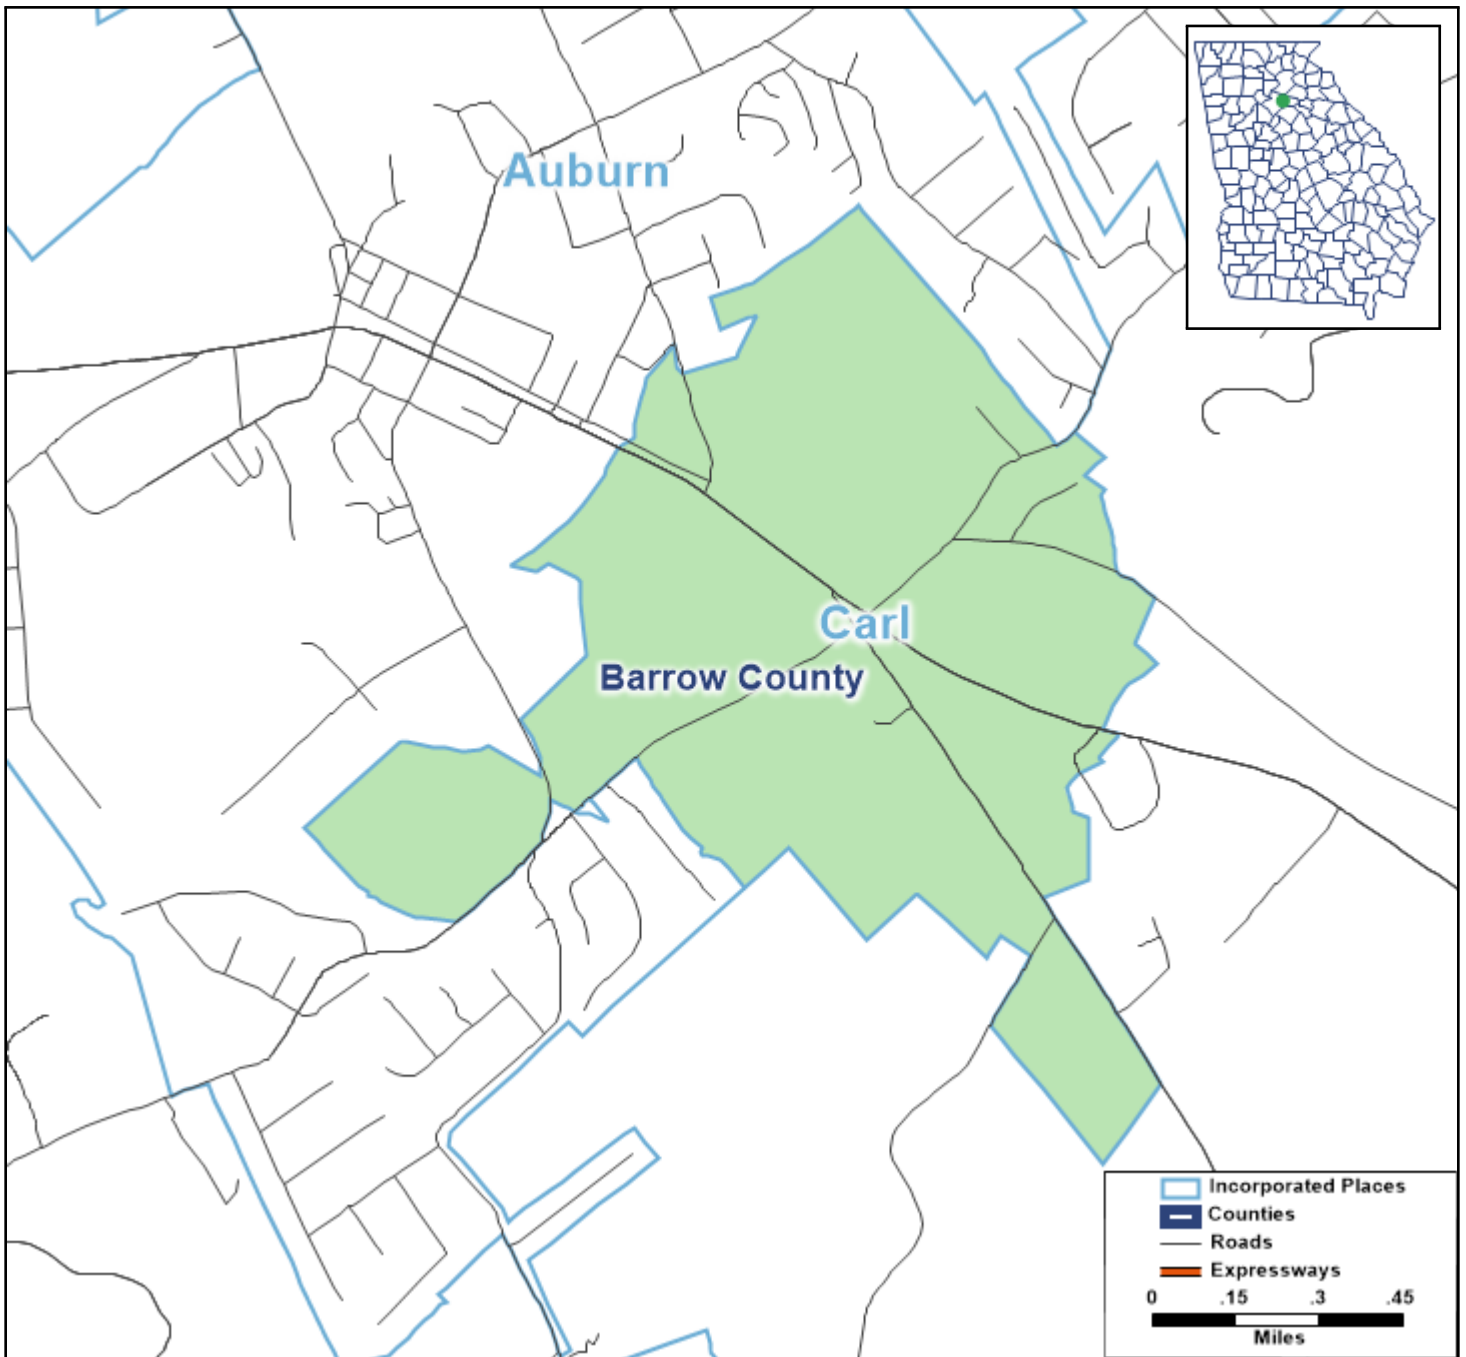 Auburn
Carl
Barrow County
Incorporated Places
Counties
Roads
Expressways
0 .15 .3 .45
Miles